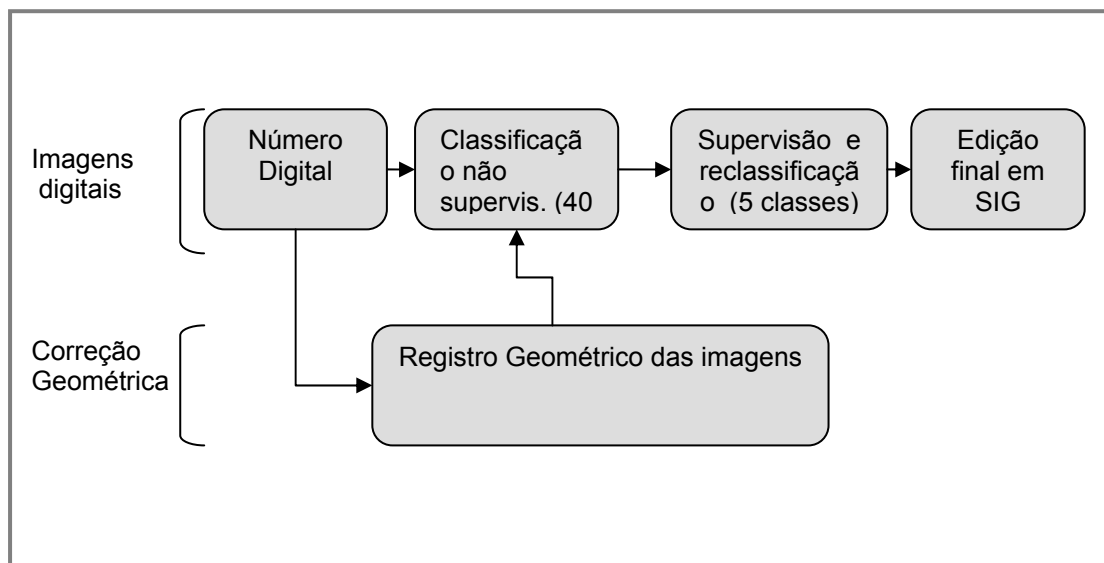 Imagens
digitais
Número
Digital
Classificaçã
o não
supervis. (40
Supervisão e
reclassificaçã
o (5 classes)
Edição
final em
SIG
Correção
Geométrica
Registro Geométrico das imagens